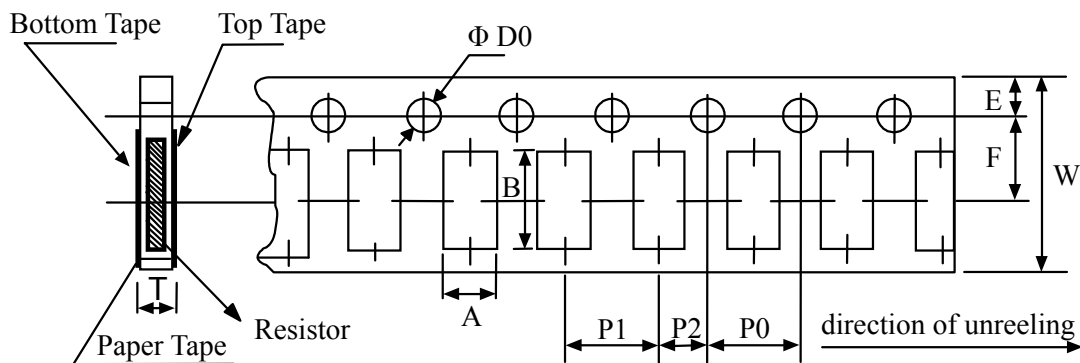 Bottom Tape
Top Tape
Φ D0
E
F
W
B
T
A
Resistor
Paper Tape
P1
P2
P0
direction of unreeling